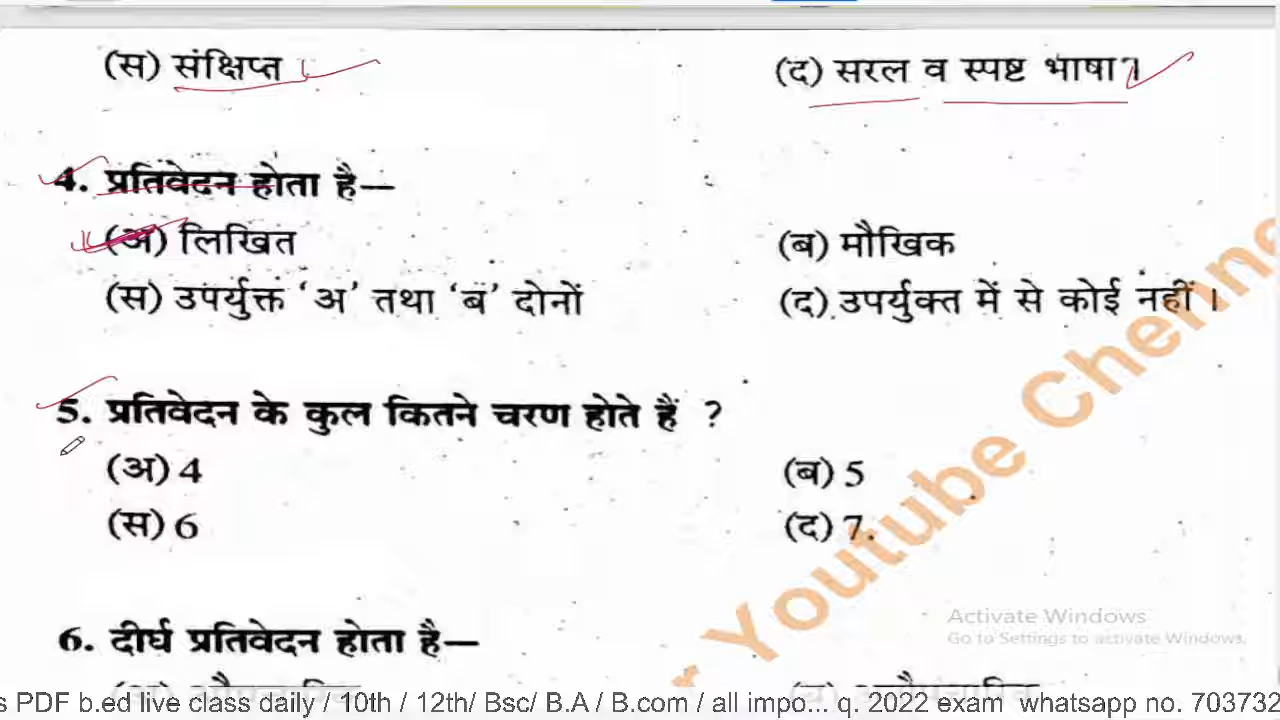 (स) संक्षिप्त ।
(द) सरल व स्पष्ट भाषा ।
4. प्रतिवेदन होता है—
(अ) लिखित
(ब) मौखिक
(स) उपर्युक्त ‘अ’ तथा ‘ब’ दोनों
(द) उपर्युक्त में से कोई नहीं ।
5. प्रतिवेदन के कुल कितने चरण होते हैं ?
(अ) 4
(ब) 5
(स) 6
(द) 7.
6. दीर्घ प्रतिवेदन होता है—
Youtube Chenne
Activate Windows
Go to Settings to activate Windows.
s PDF b.ed live class daily / 10th / 12th/ Bsc/ B.A / B.com / all impo... q. 2022 exam whatsapp no. 703732